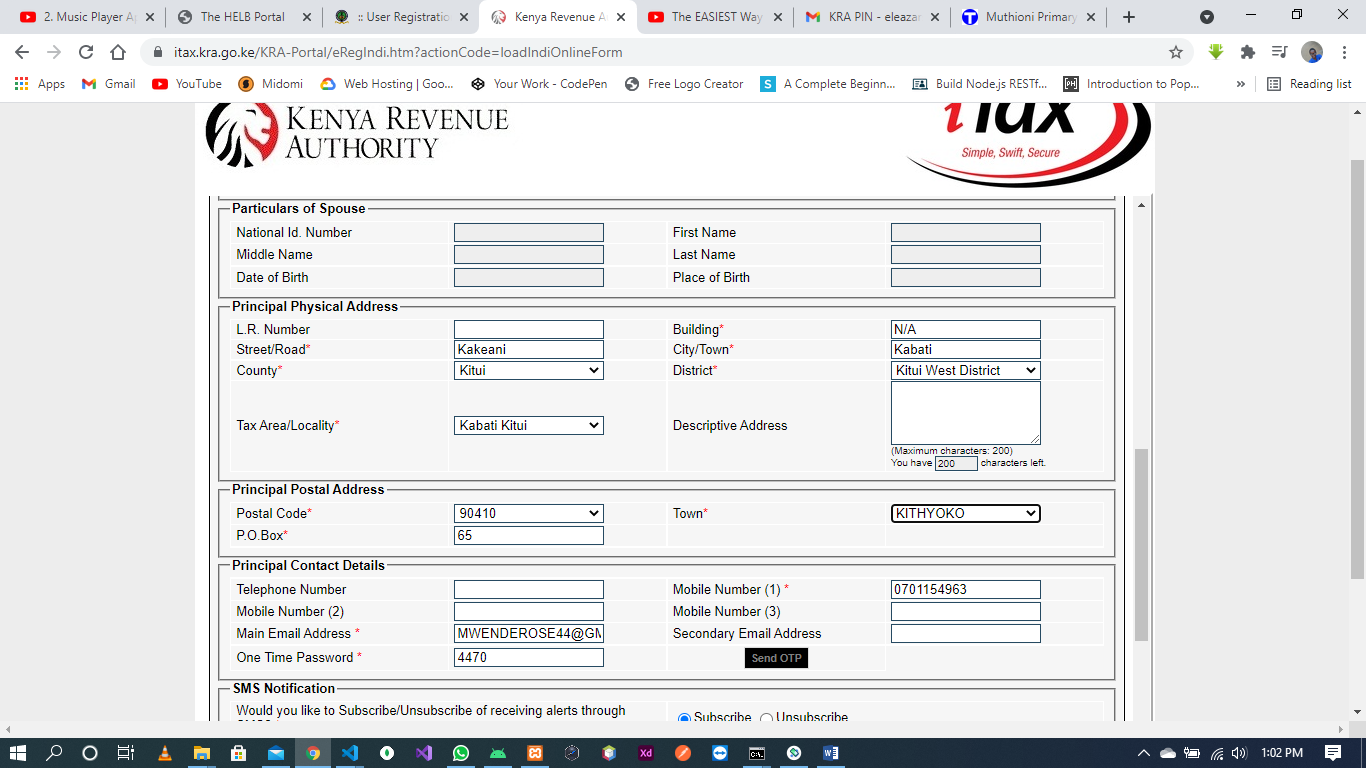 2. Music Player A
The HELB Portal
:: User Registratio
Kenya Revenue A
The EASIEST Way
KRA PIN - eleazar
Muthioni Primary
itax.kra.go.ke/KRA-Portal/eRegIndi.htm?actionCode=loadIndiOnlineForm
Apps Gmail YouTube Midomi Web Hosting | Goo... Your Work - CodePen Free Logo Creator S A Complete Beginn... Build Node.js RESTf... PH Introduction to Pop... » Reading list
KENYA REVENUE
AUTHORITY
iTax
Simple, Swift, Secure
Particulars of Spouse
National Id. Number First Name
Middle Name Last Name
Date of Birth Place of Birth
Principal Physical Address
L.R. Number Building* N/A
Street/Road* Kakeani City/Town* Kabati
County* Kitui District* Kitui West District
Tax Area/Locality* Kabati Kitui Descriptive Address
(Maximum characters: 200)
You have 200 characters left.
Principal Postal Address
Postal Code* 90410 Town* KITHYOKO
P.O.Box* 65
Principal Contact Details
Telephone Number Mobile Number (1) * 0701154963
Mobile Number (2) Mobile Number (3)
Main Email Address * MWENDEROSE44@GM Secondary Email Address
One Time Password * 4470 Send OTP
SMS Notification
Would you like to Subscribe/Unsubscribe of receiving alerts through
Subscribe Unsubscribe
Xd
W
1:02 PM